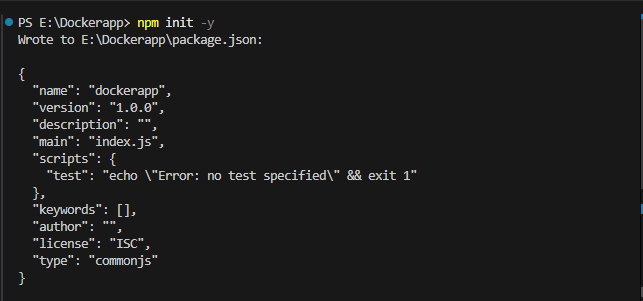 PS E:\Dockerapp> npm init -y
Wrote to E:\Dockerapp\package.json:

{
  "name": "dockerapp",
  "version": "1.0.0",
  "description": "",
  "main": "index.js",
  "scripts": {
    "test": "echo \"Error: no test specified\" && exit 1"
  },
  "keywords": [],
  "author": "",
  "license": "ISC",
  "type": "commonjs"
}